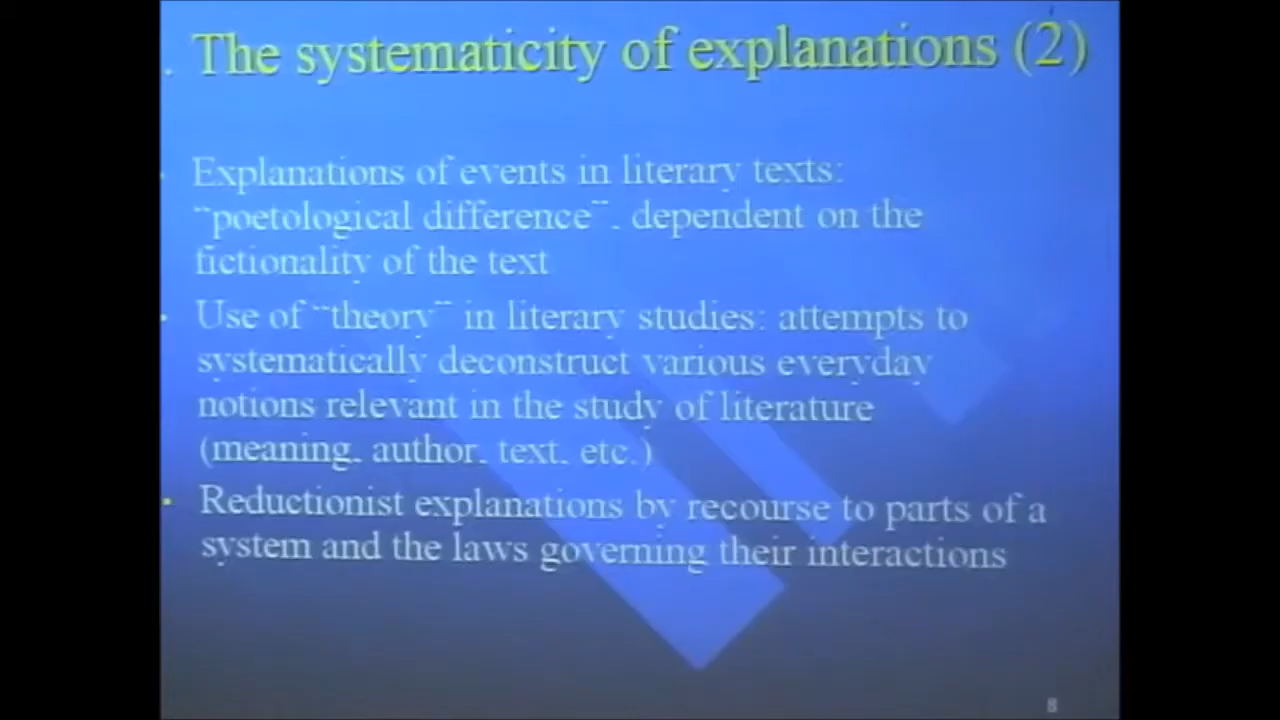 . The systematicity of explanations (2)
Explanations of events in literary texts:
"poetological difference", dependent on the
fictionality of the text
Use of "theory" in literary studies: attempts to
systematically deconstruct various everyday
notions relevant in the study of literature
(meaning, author, text, etc.)
Reductionist explanations by recourse to parts of a
system and the laws governing their interactions
8